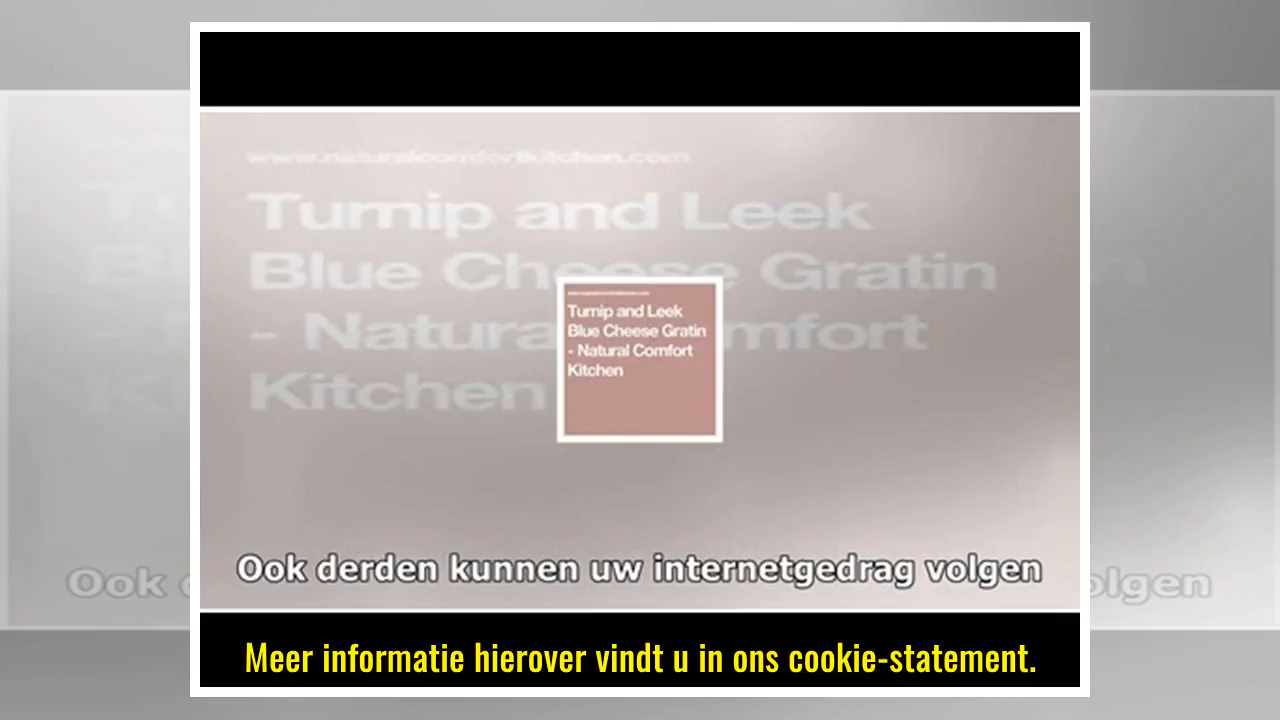 www.naturalcomfortkitchen.com
Turnip and Leek
Blue Cheese Gratin
- Natural Comfort
Kitchen
Turnip and Leek
Blue Cheese Gratin
- Natural Comfort
Kitchen
Ook derden kunnen uw internetgedrag volgen
Meer informatie hierover vindt u in ons cookie-statement.